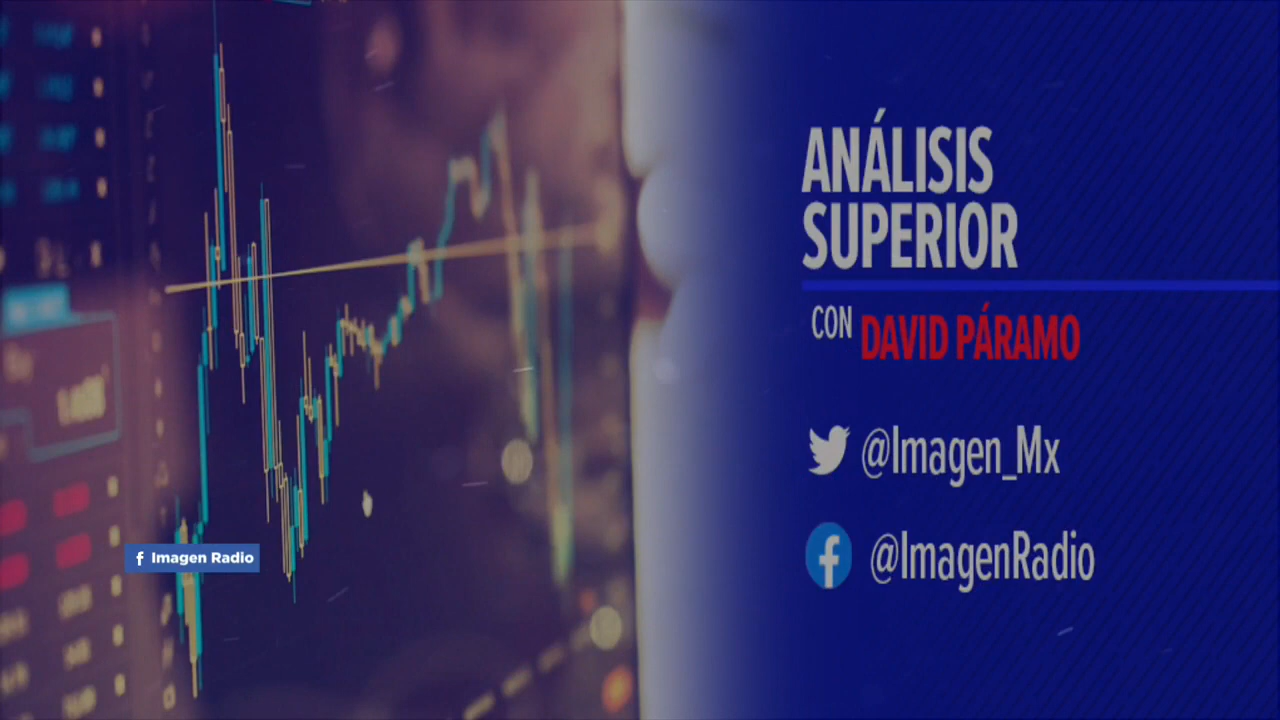 ANÁLISIS
SUPERIOR
CON DAVID PÁRAMO
@Imagen_Mx
@ImagenRadio
f Imagen Radio